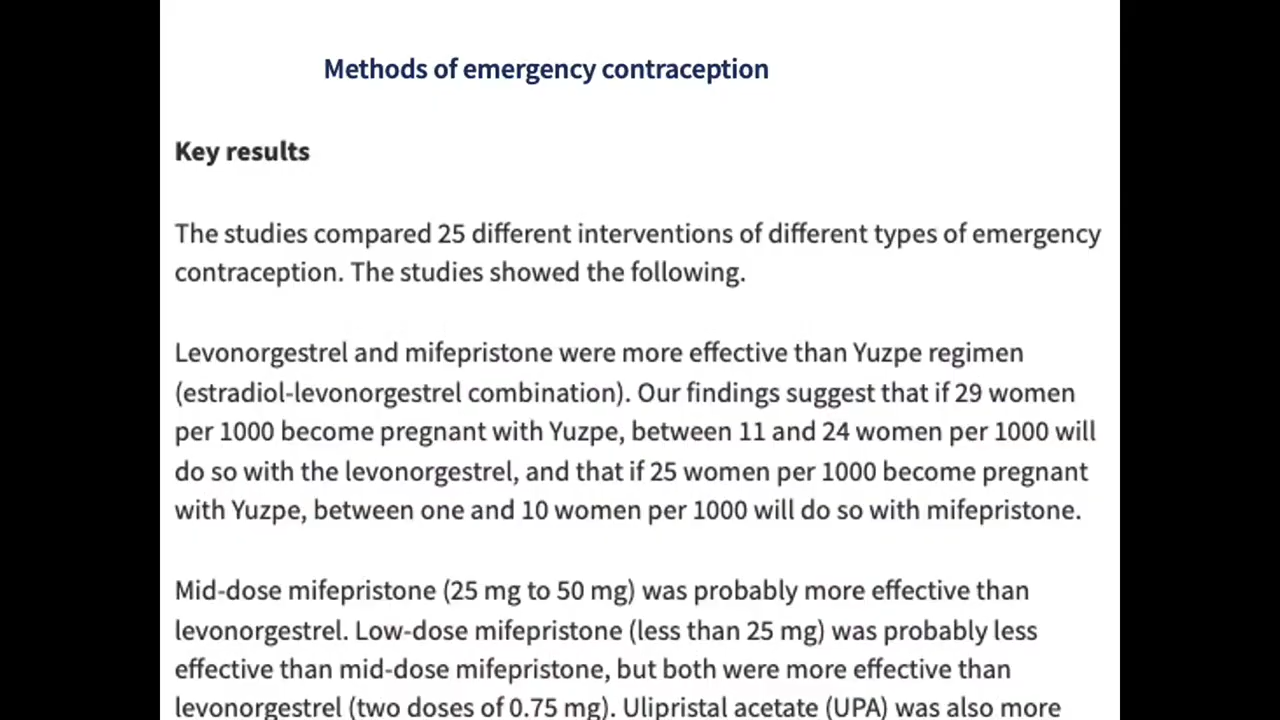 Methods of emergency contraception
Key results
The studies compared 25 different interventions of different types of emergency
contraception. The studies showed the following.
Levonorgestrel and mifepristone were more effective than Yuzpe regimen
(estradiol-levonorgestrel combination). Our findings suggest that if 29 women
per 1000 become pregnant with Yuzpe, between 11 and 24 women per 1000 will
do so with the levonorgestrel, and that if 25 women per 1000 become pregnant
with Yuzpe, between one and 10 women per 1000 will do so with mifepristone.
Mid-dose mifepristone (25 mg to 50 mg) was probably more effective than
levonorgestrel. Low-dose mifepristone (less than 25 mg) was probably less
effective than mid-dose mifepristone, but both were more effective than
levonorgestrel (two doses of 0.75 mg). Ulipristal acetate (UPA) was also more